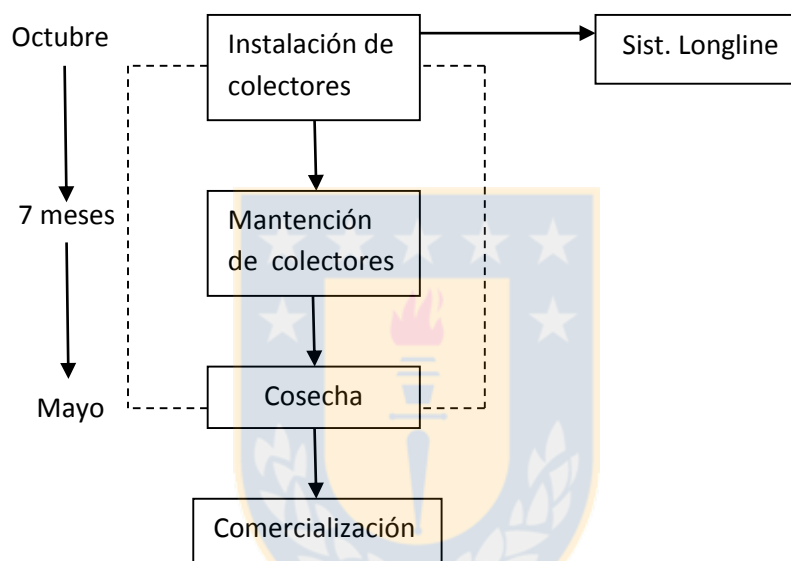 Octubre
Instalación de
colectores
Sist. Longline
7 meses
Mantención
de colectores
Mayo
Cosecha
Comercialización